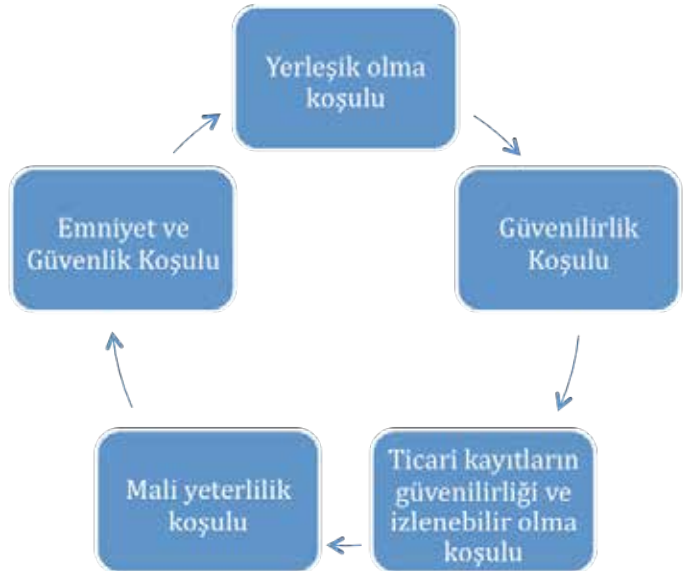 Yerleşik olma
koşulu
Güvenilirlik
Koşulu
Ticari kayıtların
güvenilirliği ve
izlenebilir olma
koşulu
Mali yeterlilik
koşulu
Emniyet ve
Güvenlik Koşulu